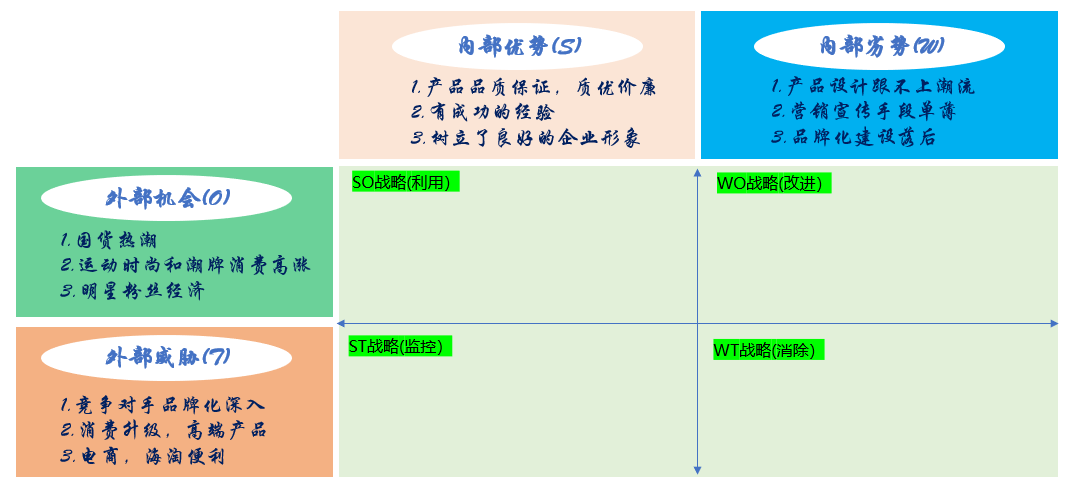 内部优势(S)
1.产品品质保证，质优价廉
2.有成功的经验
3.树立了良好的企业形象
内部劣势(W)
1.产品设计跟不上潮流
2.营销宣传手段单薄
3.品牌化建设落后
外部机会(O)
1.国货热潮
2.运动时尚和潮牌消费高涨
3.明星粉丝经济
SO战略(利用）
WO战略(改进）
外部威胁(T)
1.竞争对手品牌化深入
2.消费升级，高端产品
3.电商，海淘便利
ST战略(监控）
WT战略(消除）